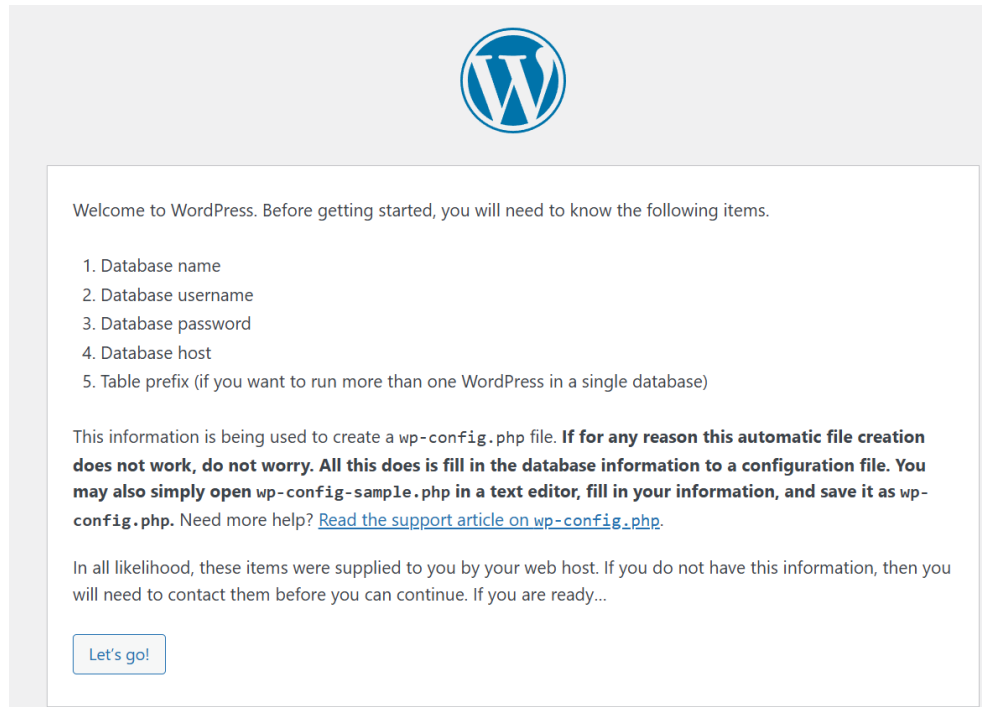 Welcome to WordPress. Before getting started, you will need to know the following items.
1. Database name
2. Database username
3. Database password
4. Database host
5. Table prefix (if you want to run more than one WordPress in a single database)
This information is being used to create a wp-config.php file. If for any reason this automatic file creation
does not work, do not worry. All this does is fill in the database information to a configuration file. You
may also simply open wp-config-sample.php in a text editor, fill in your information, and save it as wp-
config.php. Need more help? Read the support article on wp-config.php.
In all likelihood, these items were supplied to you by your web host. If you do not have this information, then you
will need to contact them before you can continue. If you are ready…
Let’s go!